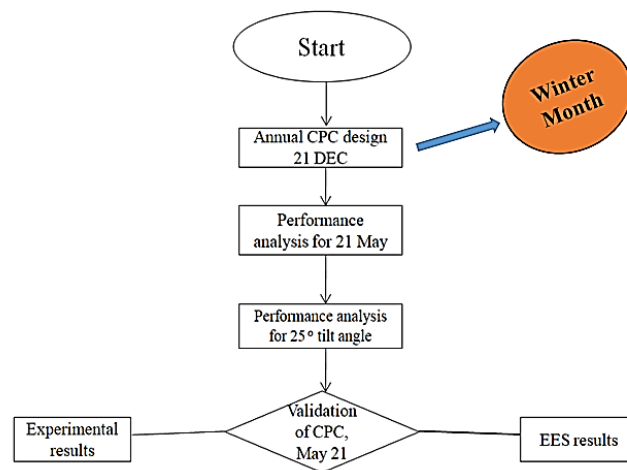 Start
Winter
Month
Annual CPC design
21 DEC
Performance
analysis for 21 May
Performance analysis
for 25° tilt angle
Validation
of CPC,
May 21
Experimental
results
EES results